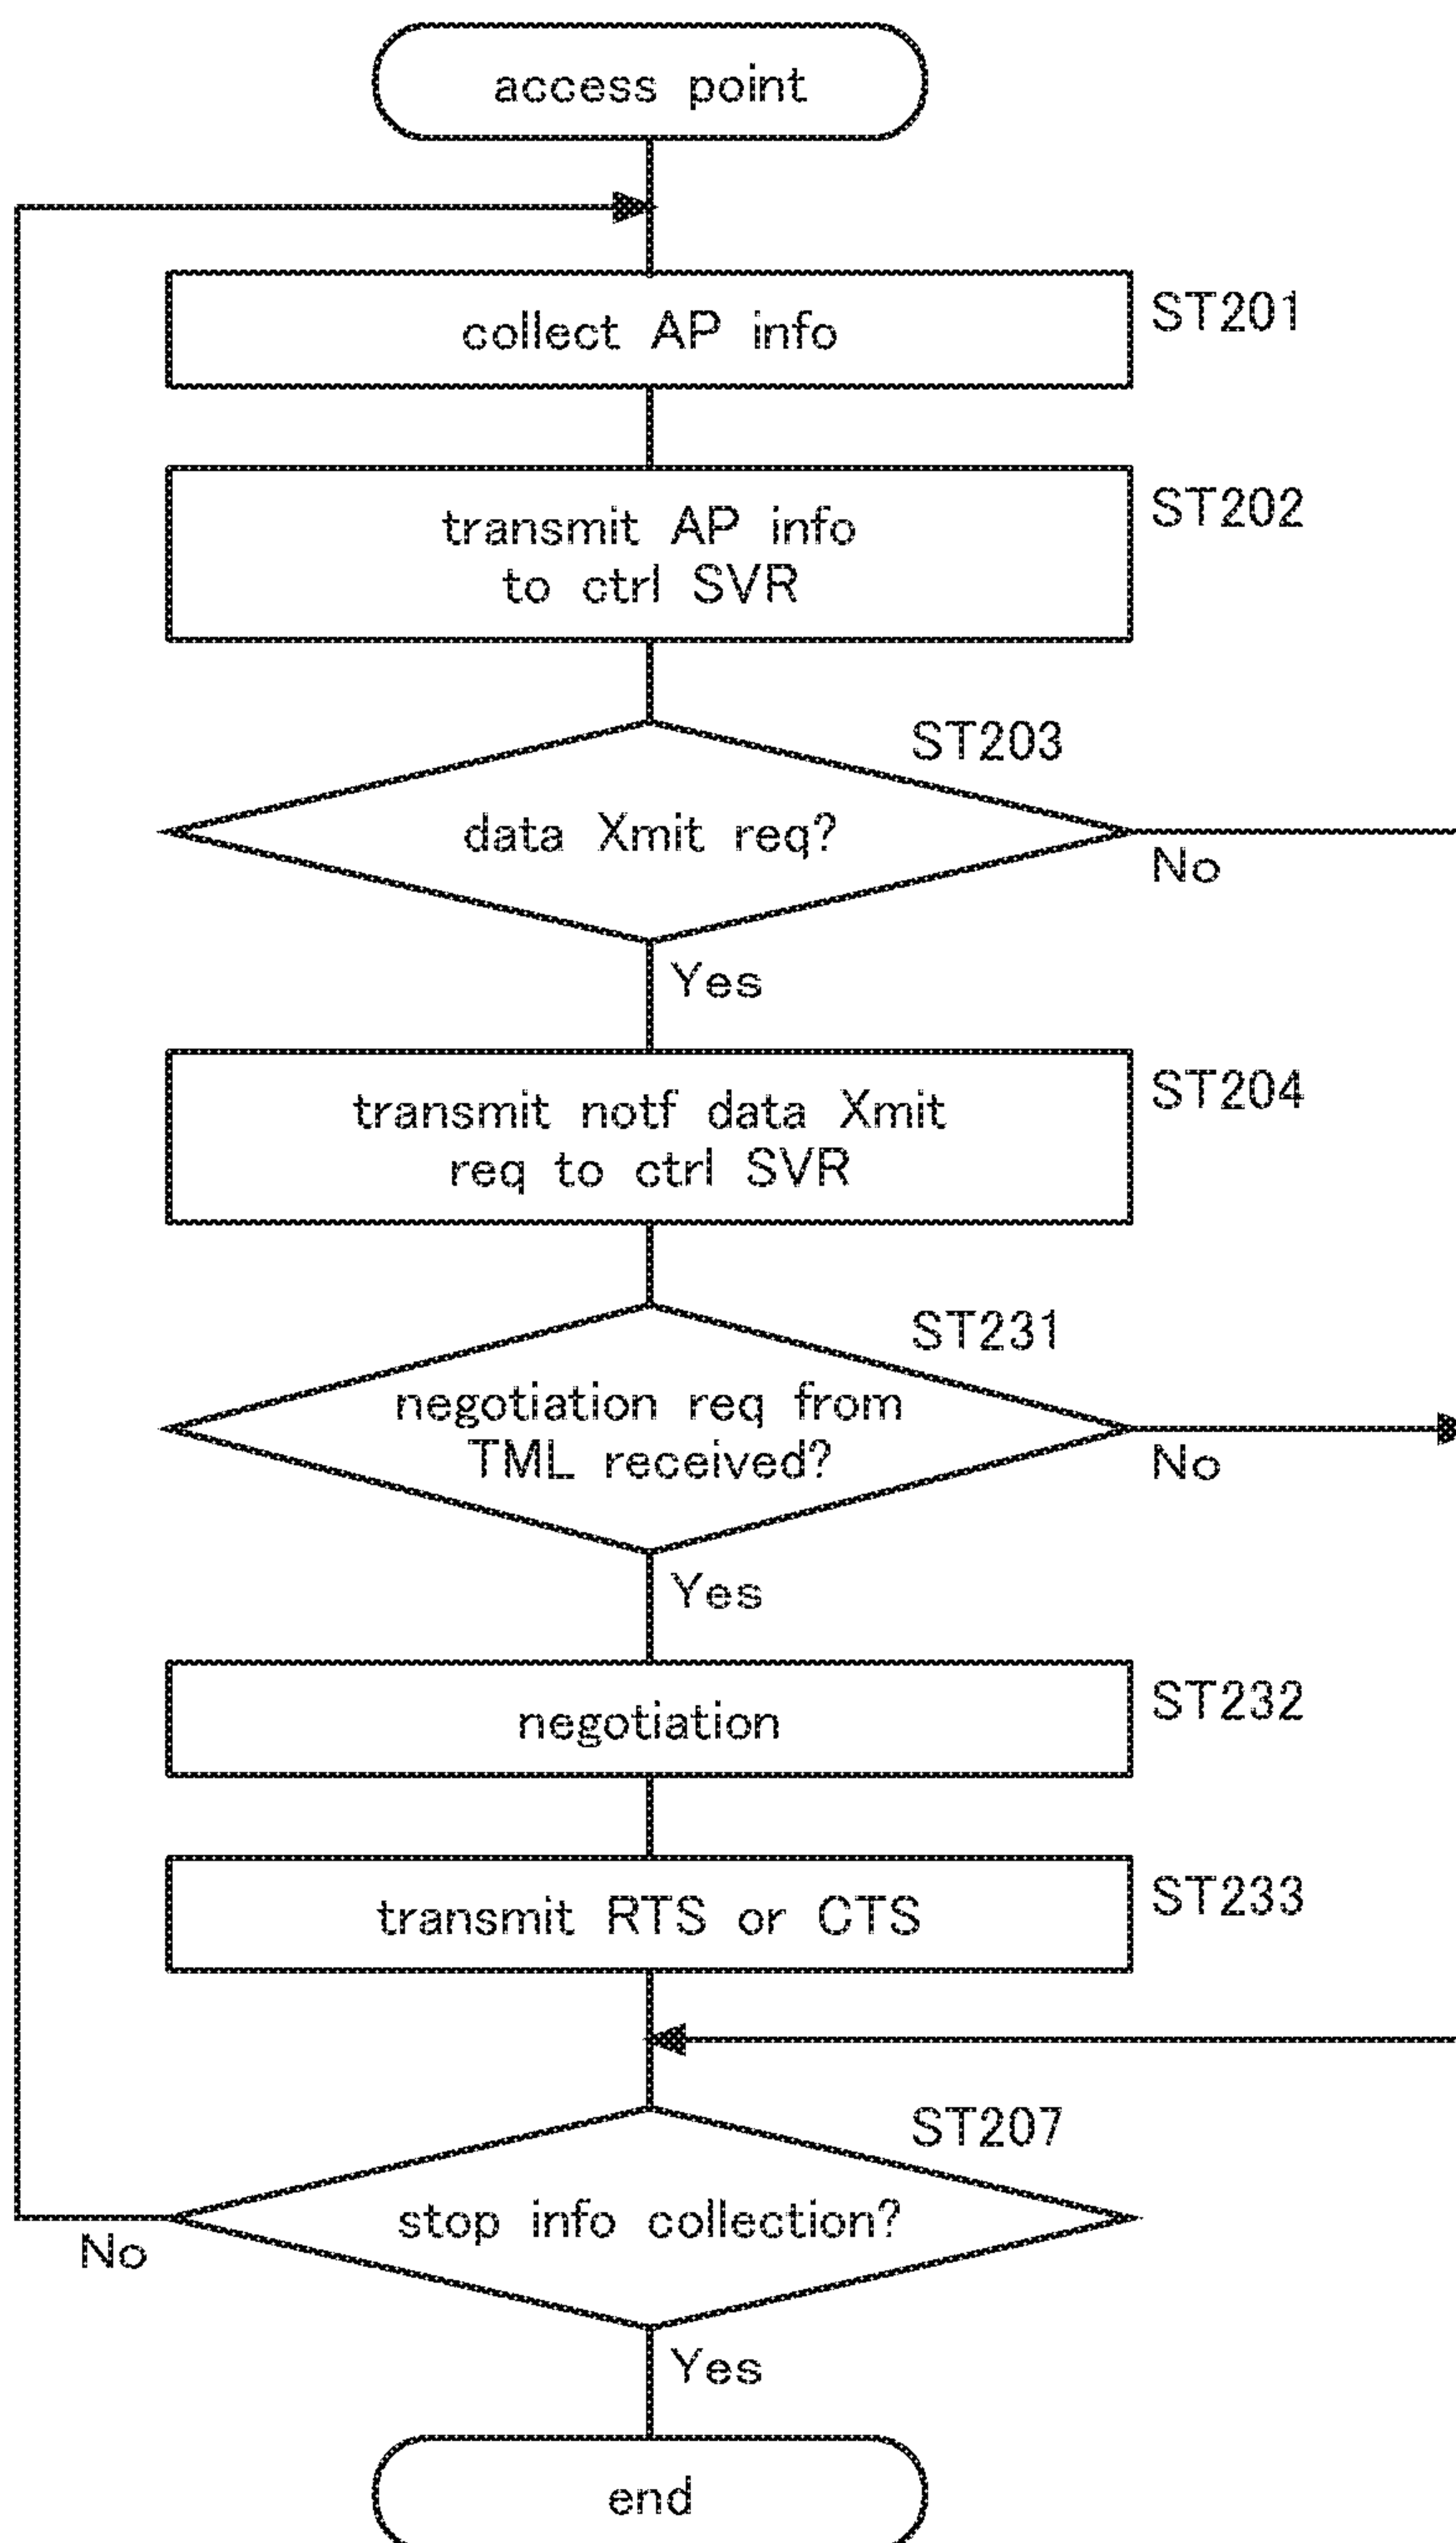 access point
collect AP info
ST201
transmit AP info
to ctrl SVR
ST202
ST203
data Xmit req?
No
Yes
transmit notf data Xmit
req to ctrl SVR
ST204
ST231
negotiation req from
TML received?
No
Yes
negotiation
ST232
transmit RTS or CTS
ST233
ST207
stop info collection?
No
Yes
end